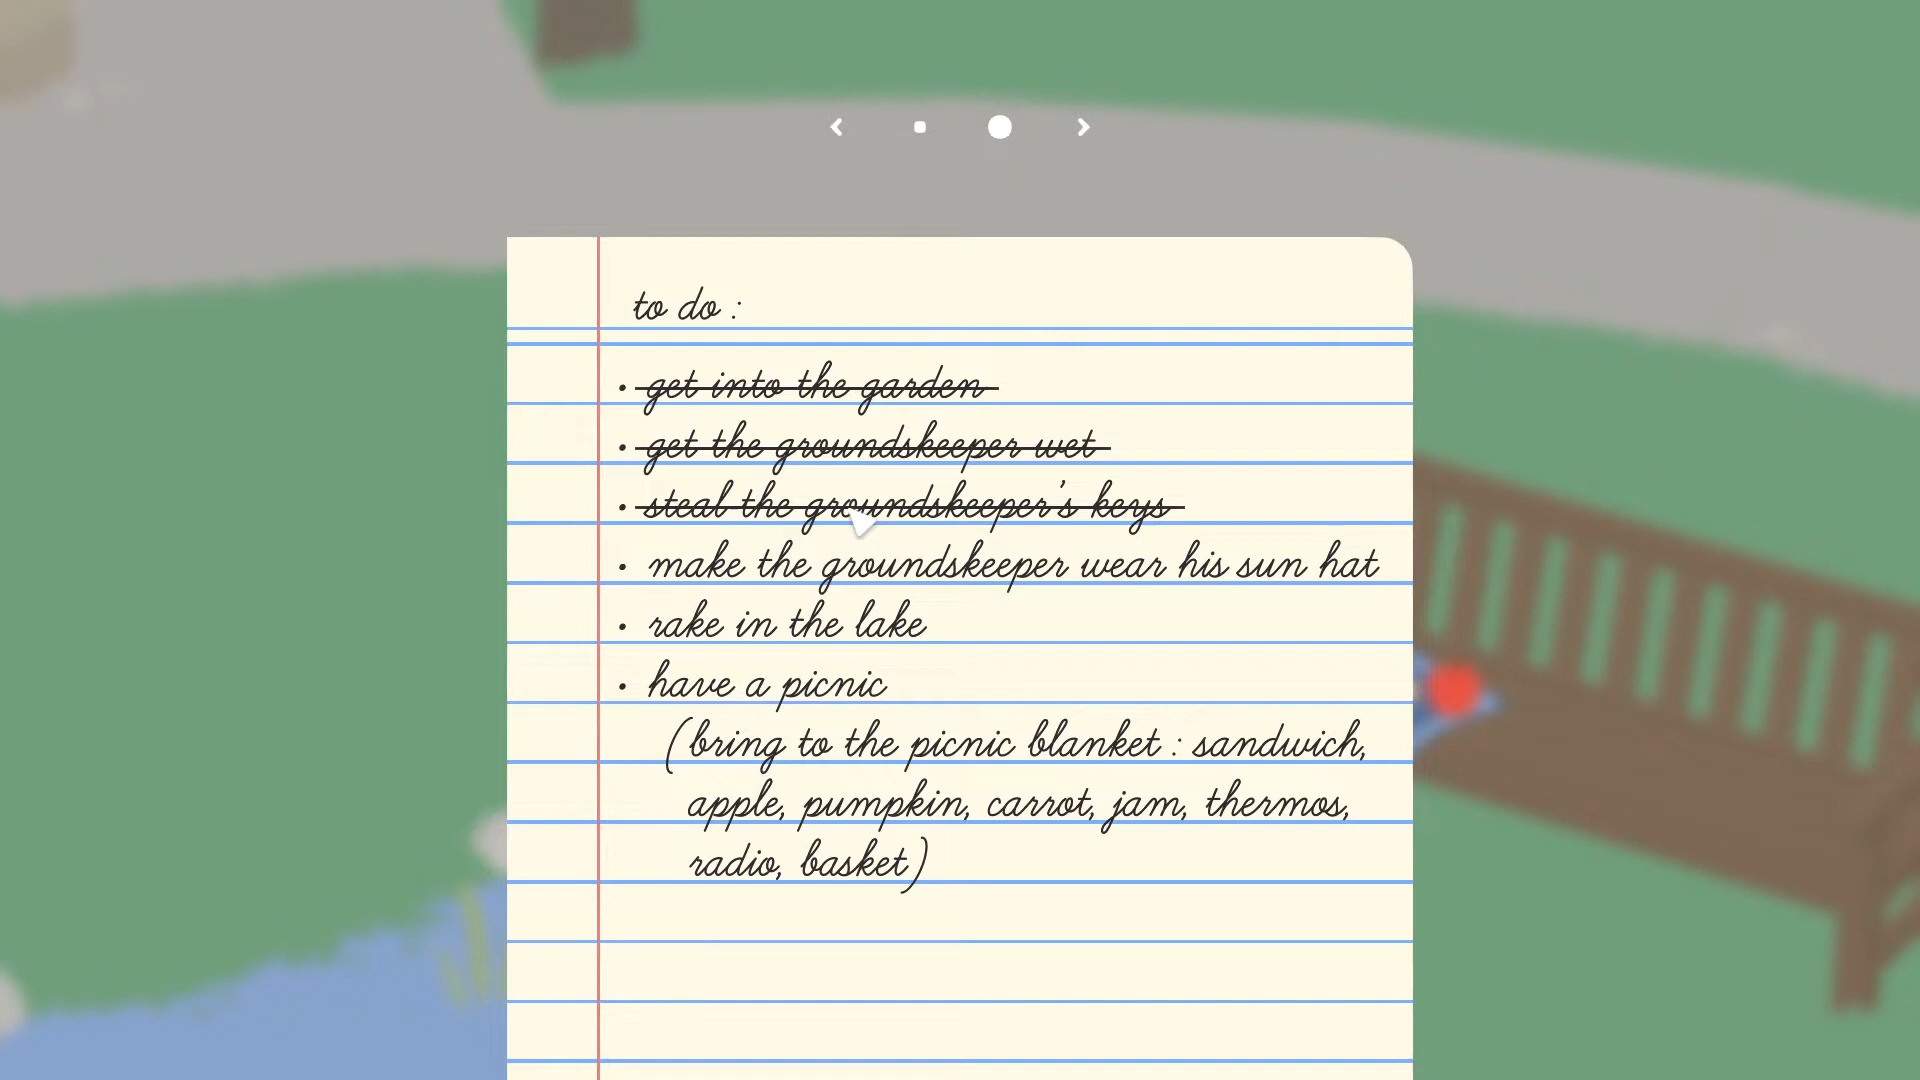 to do :
• get into the garden
• get the groundskeeper wet
• steal the groundskeeper's keys
• make the groundskeeper wear his sun hat
• rake in the lake
• have a picnic
(bring to the picnic blanket : sandwich,
apple, pumpkin, carrot, jam, thermos,
radio, basket)